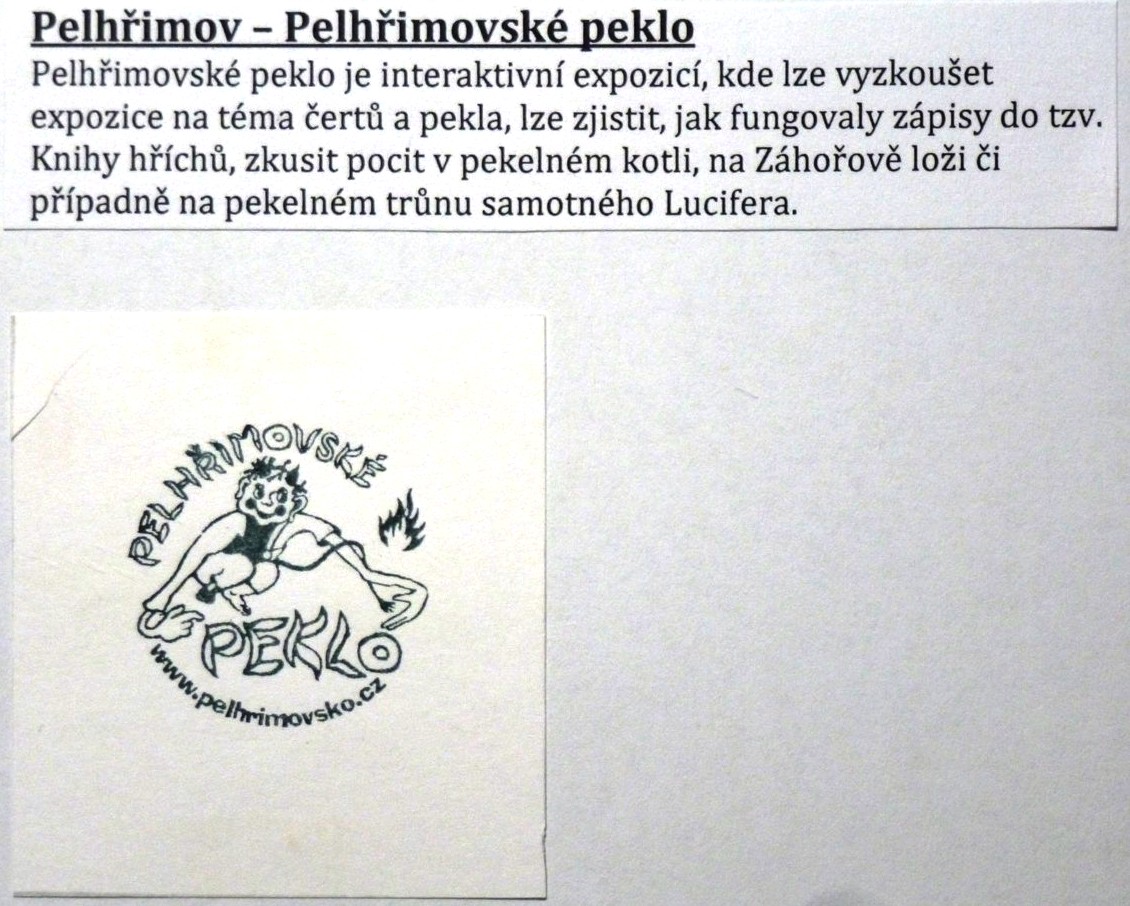 Pelhřimov – Pelhřimovské peklo
Pelhřimovské peklo je interaktivní expozicí, kde lze vyzkoušet
expozice na téma čertů a pekla, lze zjistit, jak fungovaly zápisy do tzv.
Knihy hříchů, zkusit pocit v pekelném kotli, na Záhořově loži či
případně na pekelném trůnu samotného Lucifera.
PELHŘIMOVSKÉ
PEKLO
www.pelhrimovsko.cz